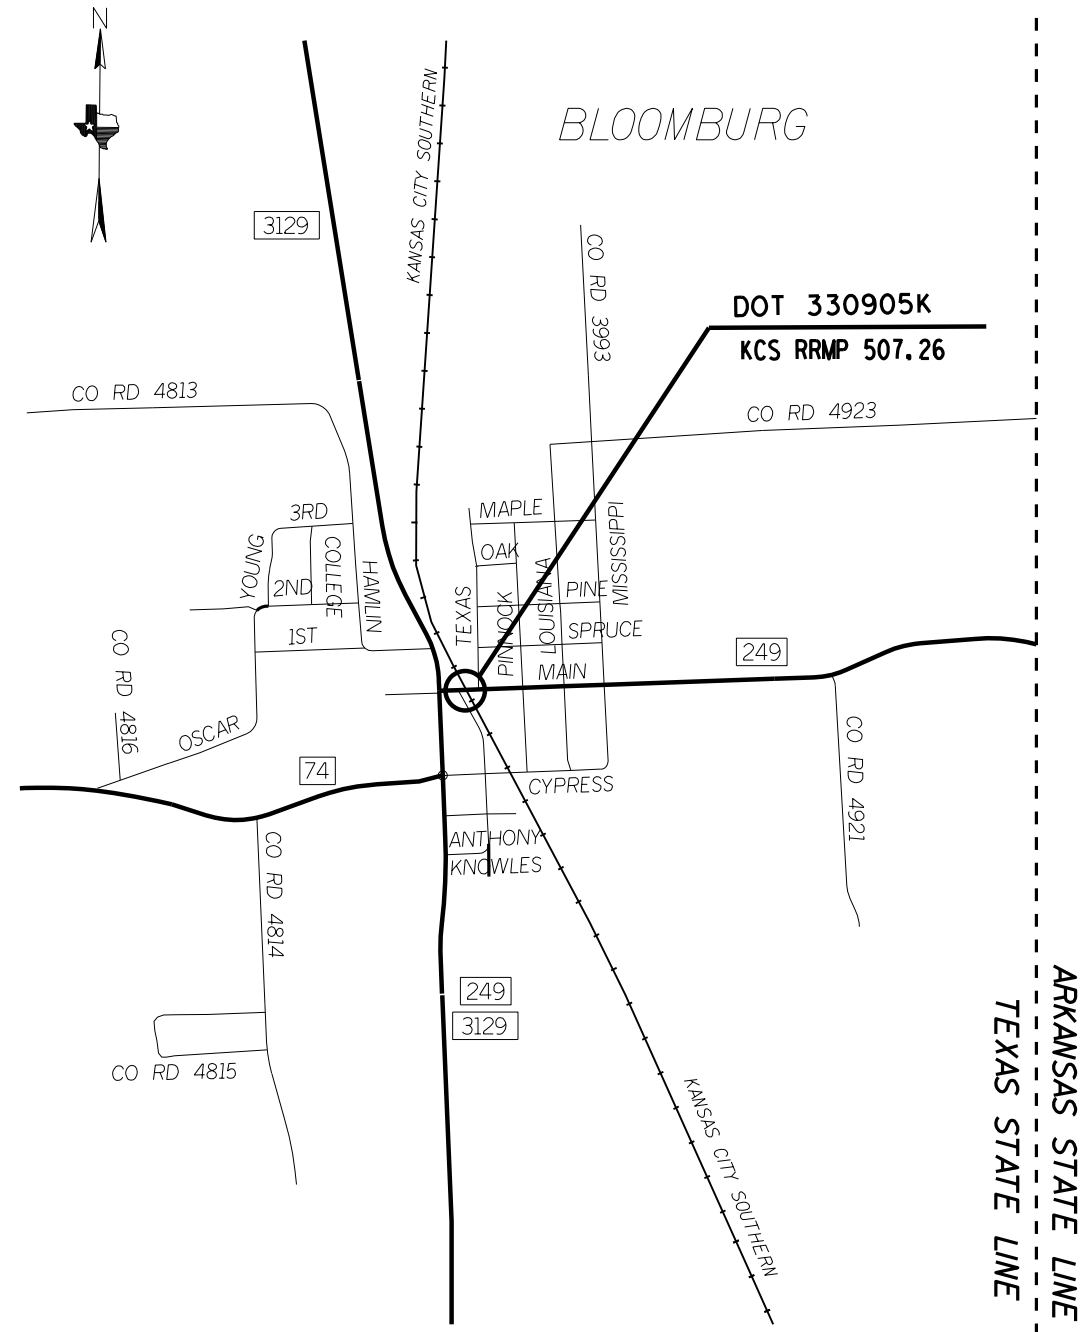 N
BLOOMBURG
KANSAS CITY SOUTHERN
3129
CO RD 3993
DOT 330905K
KCS RRMP 507.26
CO RD 4813
CO RD 4923
3RD
MAPLE
MISSISSIPPI
YOUNG
COLLEGE
HAMLIN
OAK
LOUISIANA
2ND
TEXAS
PINNOCK
PINE
1ST
SPRUCE
249
CO RD 4816
MAIN
OSCAR
CO RD 4921
74
CYPRESS
CO RD 4814
ANTHONY
KNOWLES
249
3129
CO RD 4815
KANSAS CITY SOUTHERN
TEXAS STATE LINE
ARKANSAS STATE LINE